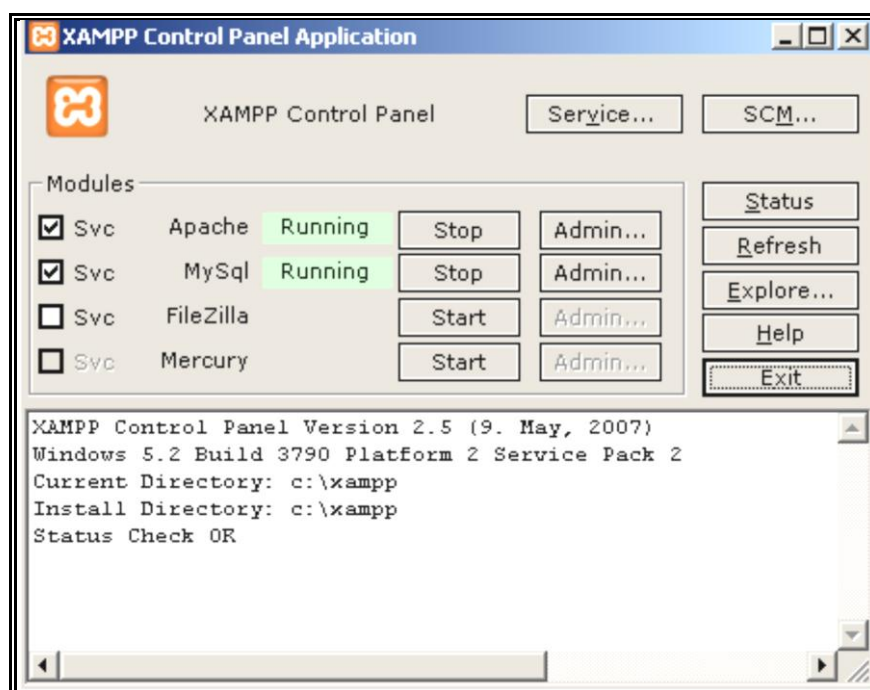 XAMPP Control Panel Application
XAMPP Control Panel Service... SCM...
Modules
Svc Apache Running Stop Admin...
Svc MySql Running Stop Admin...
Svc FileZilla Start Admin...
Svc Mercury Start Admin...
Status
Refresh
Explore...
Help
Exit
XAMPP Control Panel Version 2.5 (9. May, 2007)
Windows 5.2 Build 3790 Platform 2 Service Pack 2
Current Directory: c:\xampp
Install Directory: c:\xampp
Status Check OK